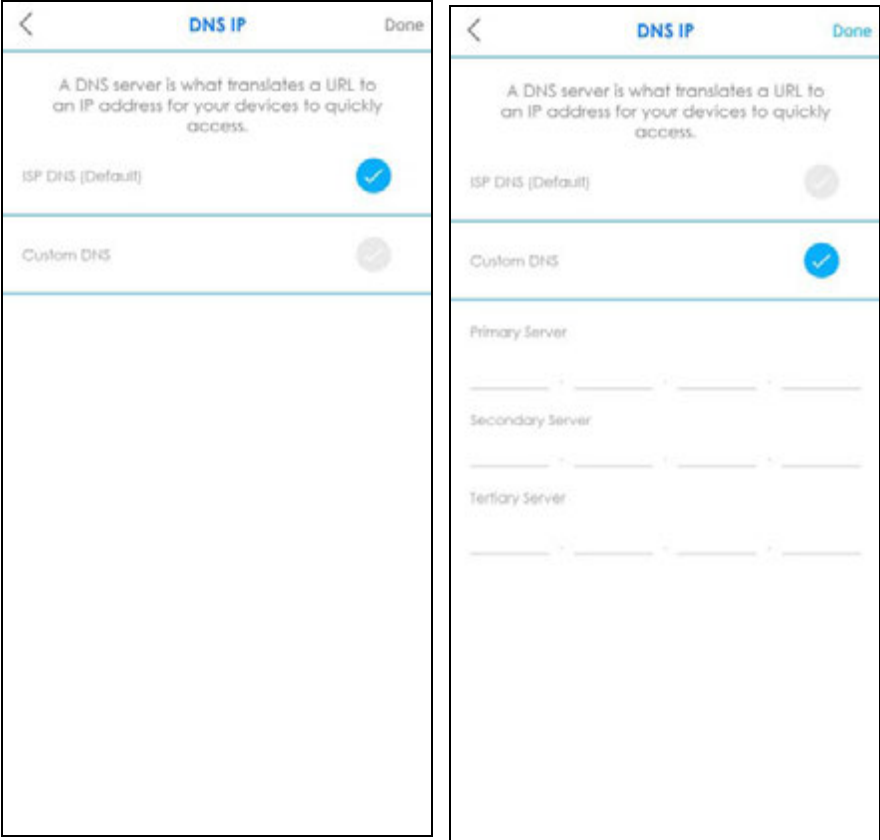 DNS IP Done
A DNS server is what translates a URL to
an IP address for your devices to quickly
access.
ISP DNS (Default)
Custom DNS
DNS IP Done
A DNS server is what translates a URL to
an IP address for your devices to quickly
access.
ISP DNS (Default)
Custom DNS
Primary Server
Secondary Server
Tertiary Server